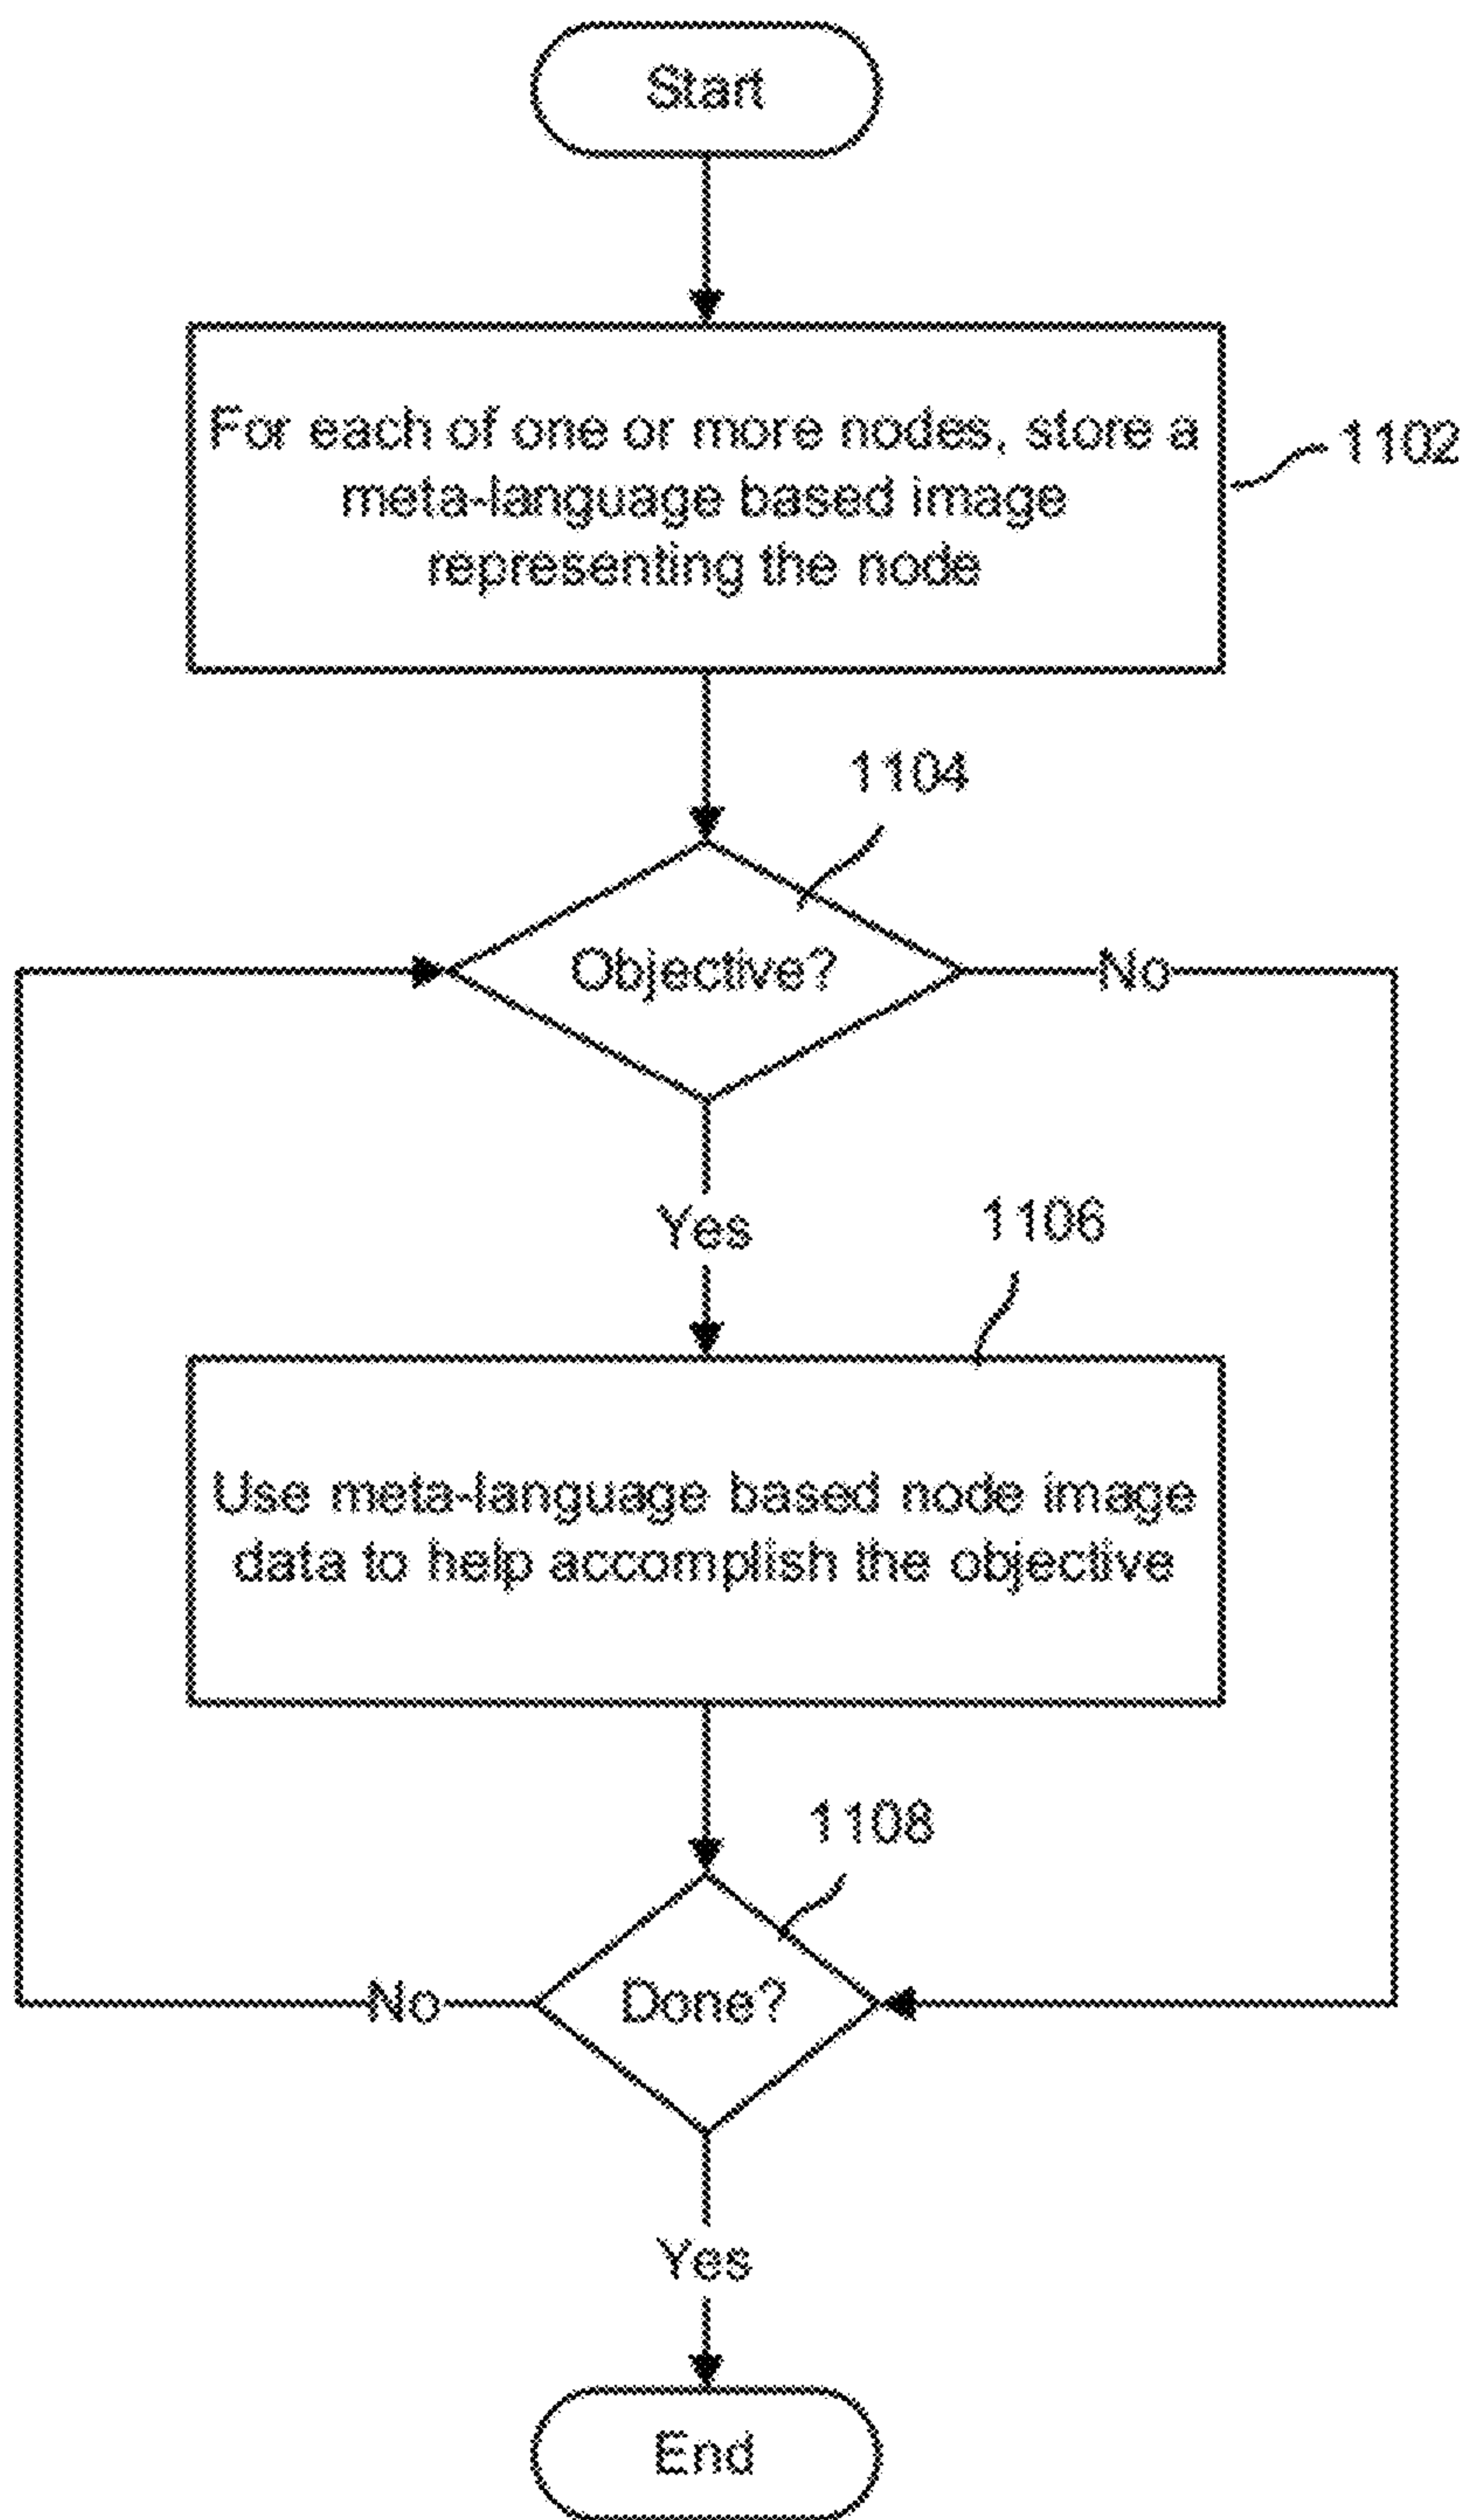 Start
For each of one or more nodes, store a
meta-language based image
representing the node
1102
1104
Objective?
No
Yes
1106
Use meta-language based node image
data to help accomplish the objective
1108
Done?
No
Yes
End